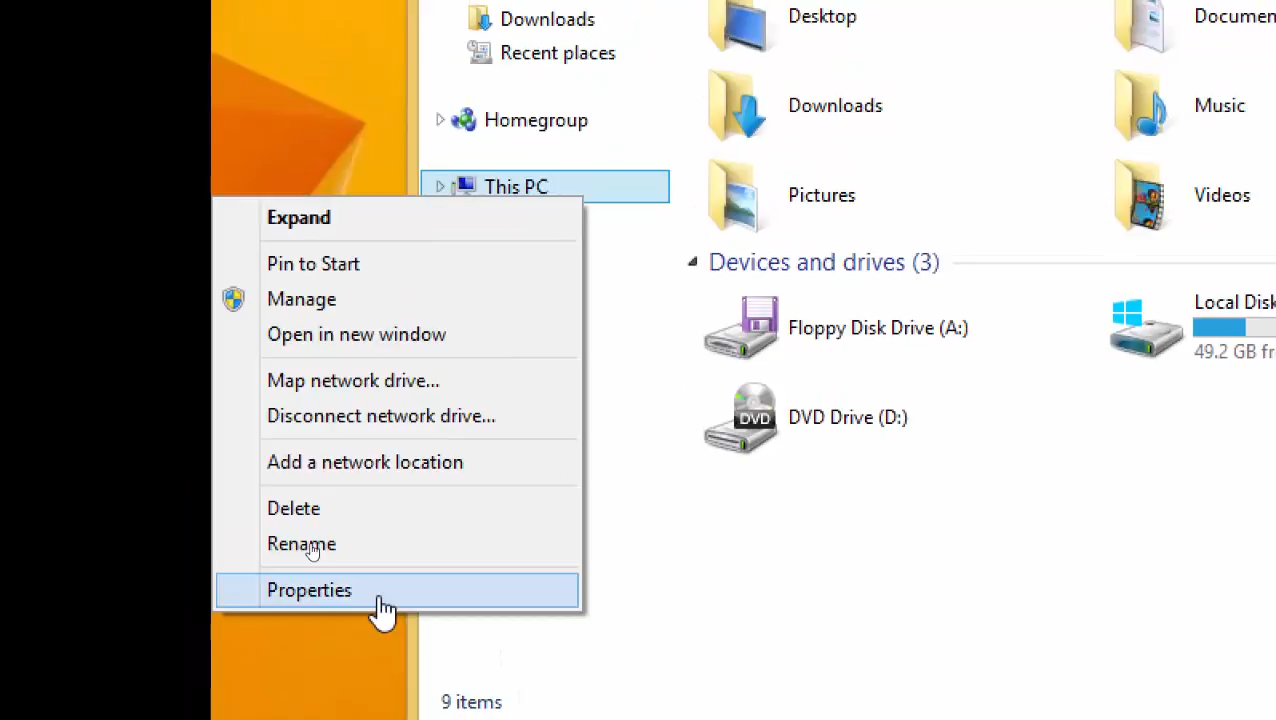 Downloads
Recent places
Homegroup
This PC
Expand
Pin to Start
Manage
Open in new window
Map network drive...
Disconnect network drive...
Add a network location
Delete
Rename
Properties
Desktop
Documen
Downloads
Music
Pictures
Videos
Devices and drives (3)
Floppy Disk Drive (A:)
Local Disk
49.2 GB fr
DVD
DVD Drive (D:)
9 items